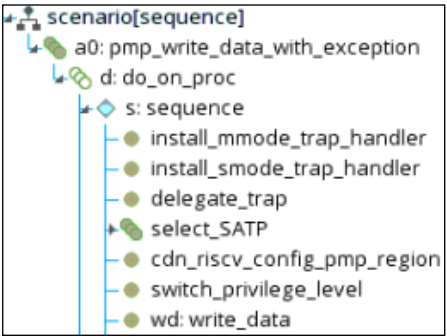 scenario[sequence]
a0: pmp_write_data_with_exception
d: do_on_proc
s: sequence
install_mmode_trap_handler
install_smode_trap_handler
delegate_trap
select_SATP
cdn_riscv_config_pmp_region
switch_privilege_level
wd: write_data